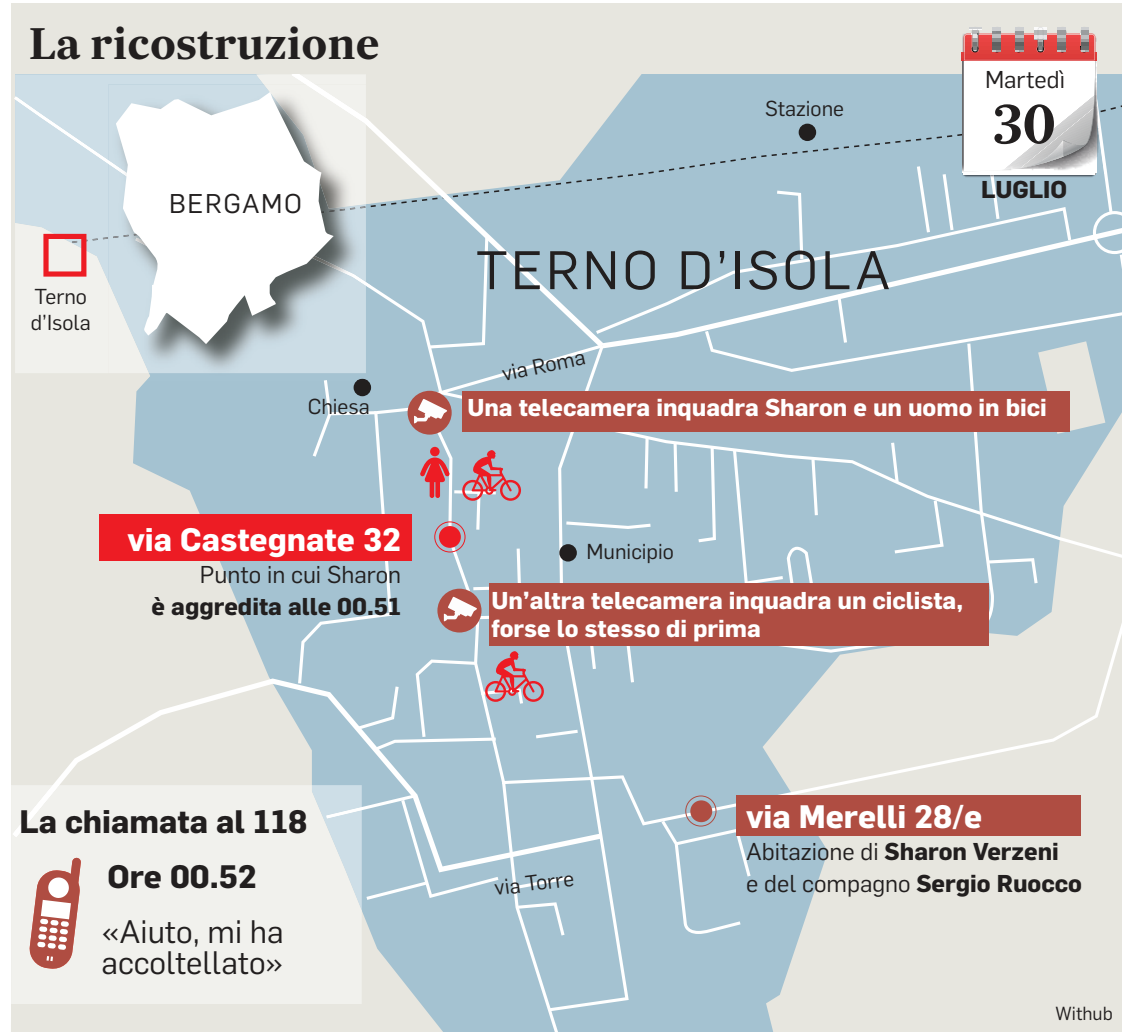 La ricostruzione
Martedì
30
LUGLIO
Stazione
BERGAMO
Terno
d'Isola
TERNO D'ISOLA
via Roma
Chiesa
Una telecamera inquadra Sharon e un uomo in bici
via Castegnate 32
Punto in cui Sharon
è aggredita alle 00.51
Municipio
Un'altra telecamera inquadra un ciclista,
forse lo stesso di prima
La chiamata al 118
Ore 00.52
«Aiuto, mi ha
accoltellato»
via Merelli 28/e
Abitazione di Sharon Verzeni
e del compagno Sergio Ruocco
via Torre
Withub